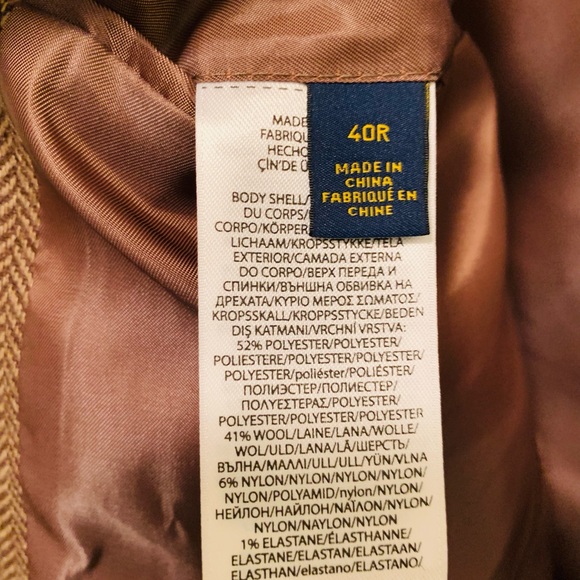 40R
MADE IN
CHINA
FABRIQUÉ EN
CHINE
MADE
FABRIQU
HECHO
ÇİN'DE Ü
BODY SHELL/
DU CORPS/
CORPO/KÖRPER
LICHAAM/KROPSSTYKKE/TELA
EXTERIOR/CAMADA EXTERNA
DO CORPO/ВЕРХ ПЕРЕДА И
СПИНКИ/ВЪНШНА ОБВИВКА НА
ДРЕХАТА/ΚΥΡΙΟ ΜΕΡΟΣ ΣΩΜΑΤΟΣ/
KROPSSKALL/KROPPSSTYCKE/BEDEN
DIŞ KATMANI/VRCHNÍ VRSTVA:
52% POLYESTER/POLYESTER/
POLIESTERE/POLYESTER/POLYESTER/
POLYESTER/poliéster/POLIÉSTER/
ПОЛИЭСТЕР/ПОЛИЕСТЕР/
ΠΟΛΥΕΣΤΕΡΑΣ/POLYESTER/
POLYESTER/POLYESTER/POLYESTER
41% WOOL/LAINE/LANA/WOLLE/
WOL/ULD/LANA/LÃ/ШЕРСТЬ/
ВЪЛНА/ΜΑΛΛΙ/ULL/ULL/YÜN/VLNA
6% NYLON/NYLON/NYLON/NYLON/
NYLON/POLYAMID/nylon/NYLON/
НЕЙЛОН/НАЙЛОН/ΝΑΪΛΟΝ/NYLON/
NYLON/NAYLON/NYLON
1% ELASTANE/ÉLASTHANNE/
ELASTANE/ELASTAN/ELASTAAN/
ELASTHAN/elastano/ELASTANO/